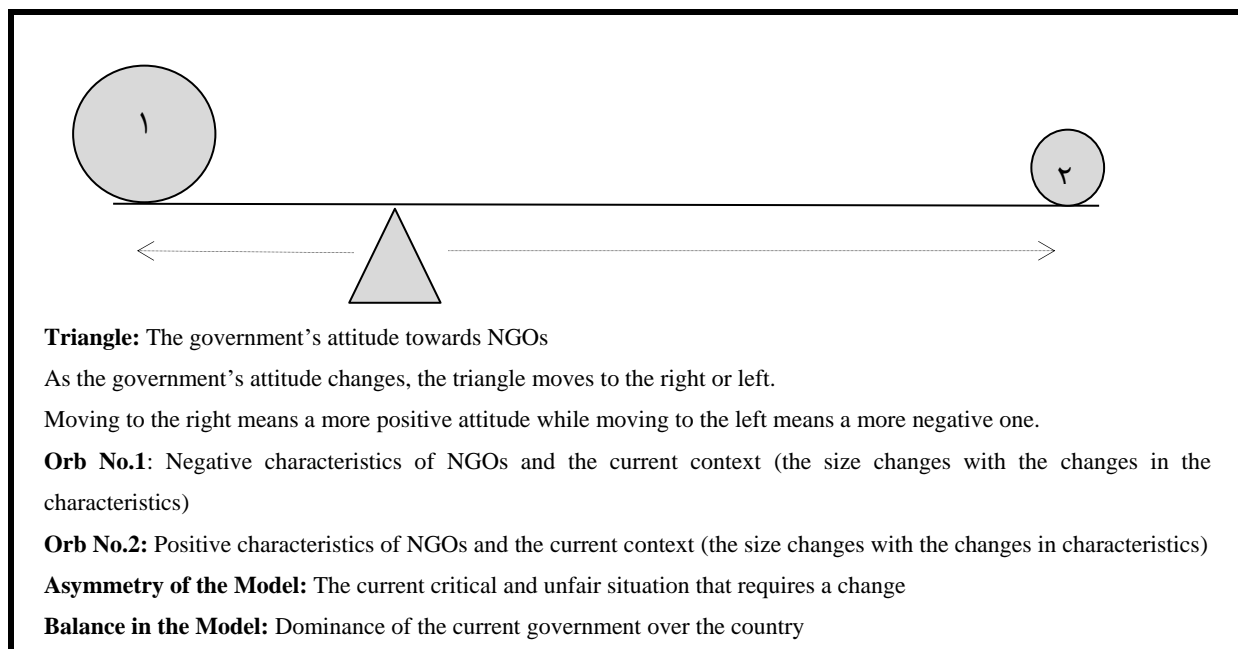 ۱
۲
Triangle: The government’s attitude towards NGOs
As the government’s attitude changes, the triangle moves to the right or left.
Moving to the right means a more positive attitude while moving to the left means a more negative one.
Orb No.1: Negative characteristics of NGOs and the current context (the size changes with the changes in the
characteristics)
Orb No.2: Positive characteristics of NGOs and the current context (the size changes with the changes in characteristics)
Asymmetry of the Model: The current critical and unfair situation that requires a change
Balance in the Model: Dominance of the current government over the country